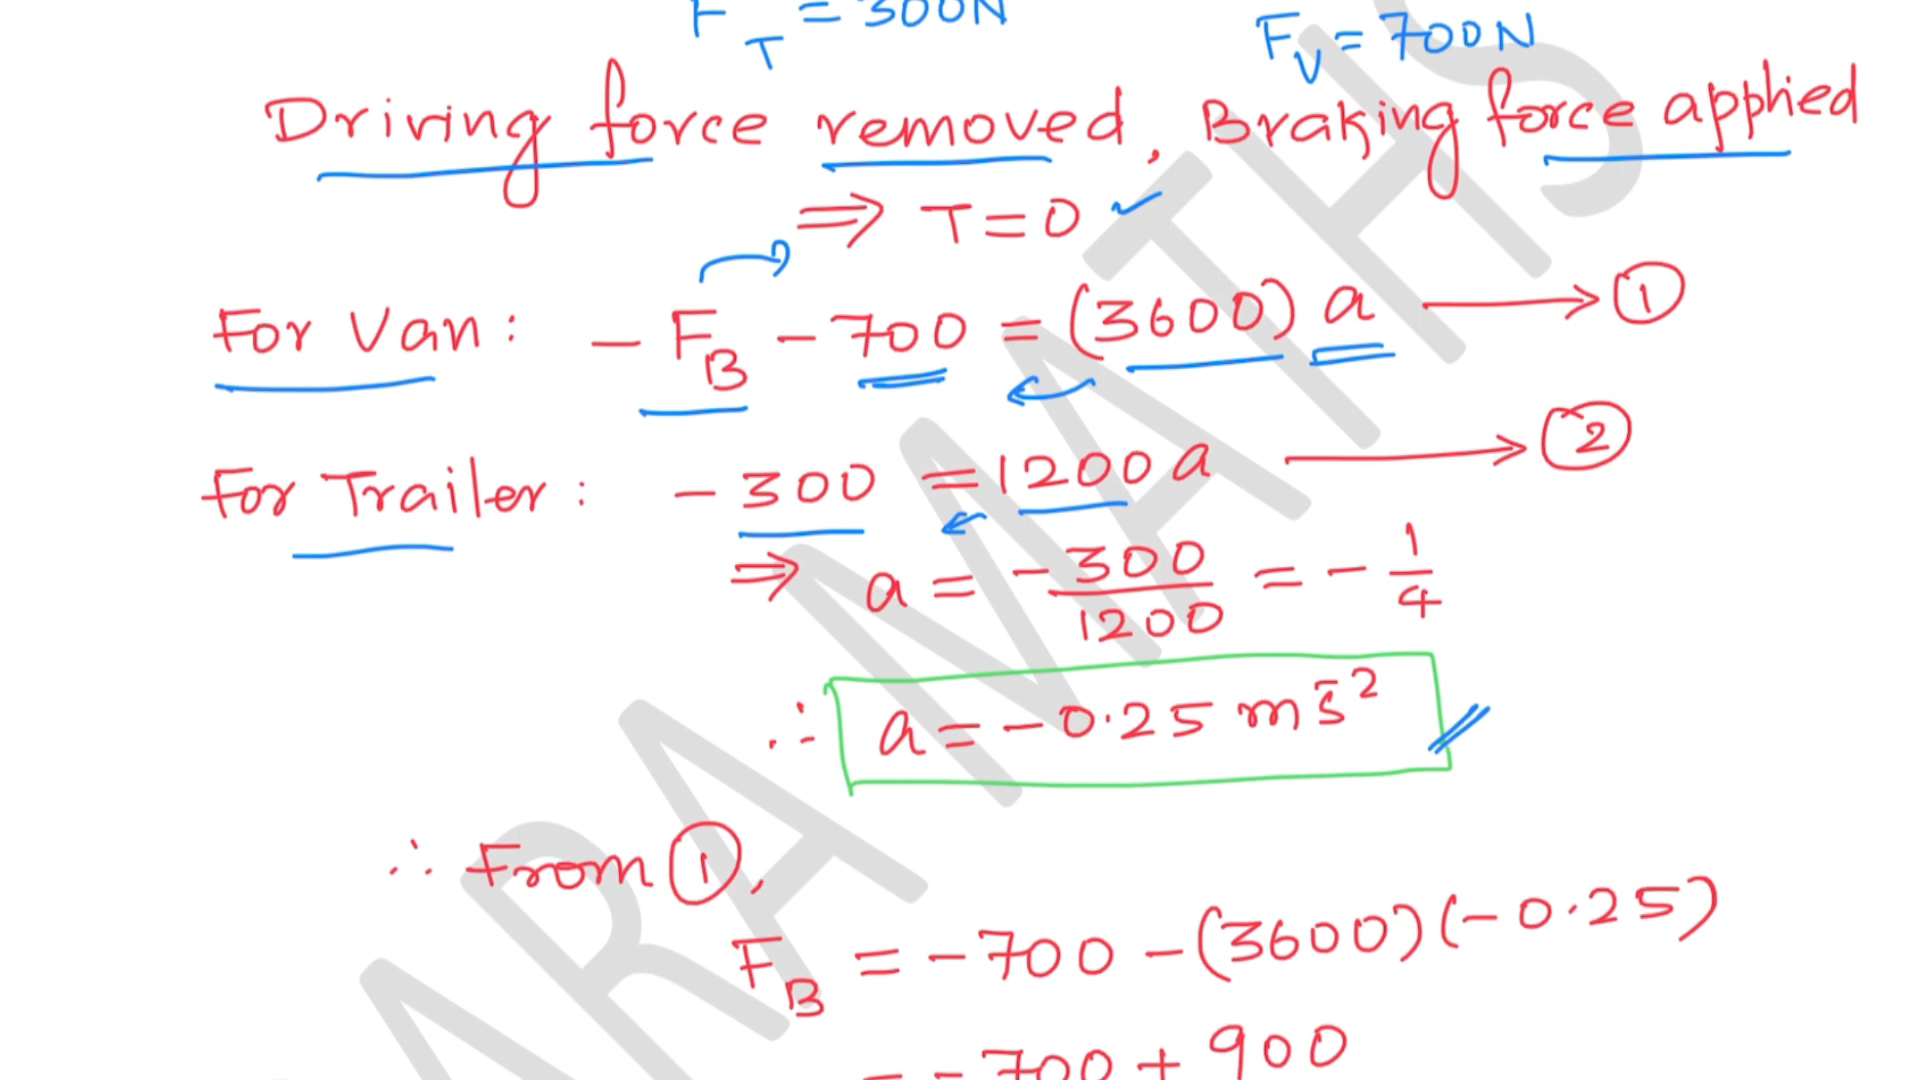 F_T = 300N F_V = 700N
Driving force removed, Braking force applied
⇒ T = 0 ✓
For Van: - F_B - 700 = (3600) a → ①
For Trailer: - 300 = 1200 a → ②
⇒ a = -300/1200 = - 1/4
∴ a = -0.25 ms⁻²
∴ From ①,
F_B = -700 - (3600)(-0.25)
= -700 + 900
ARA MATHS